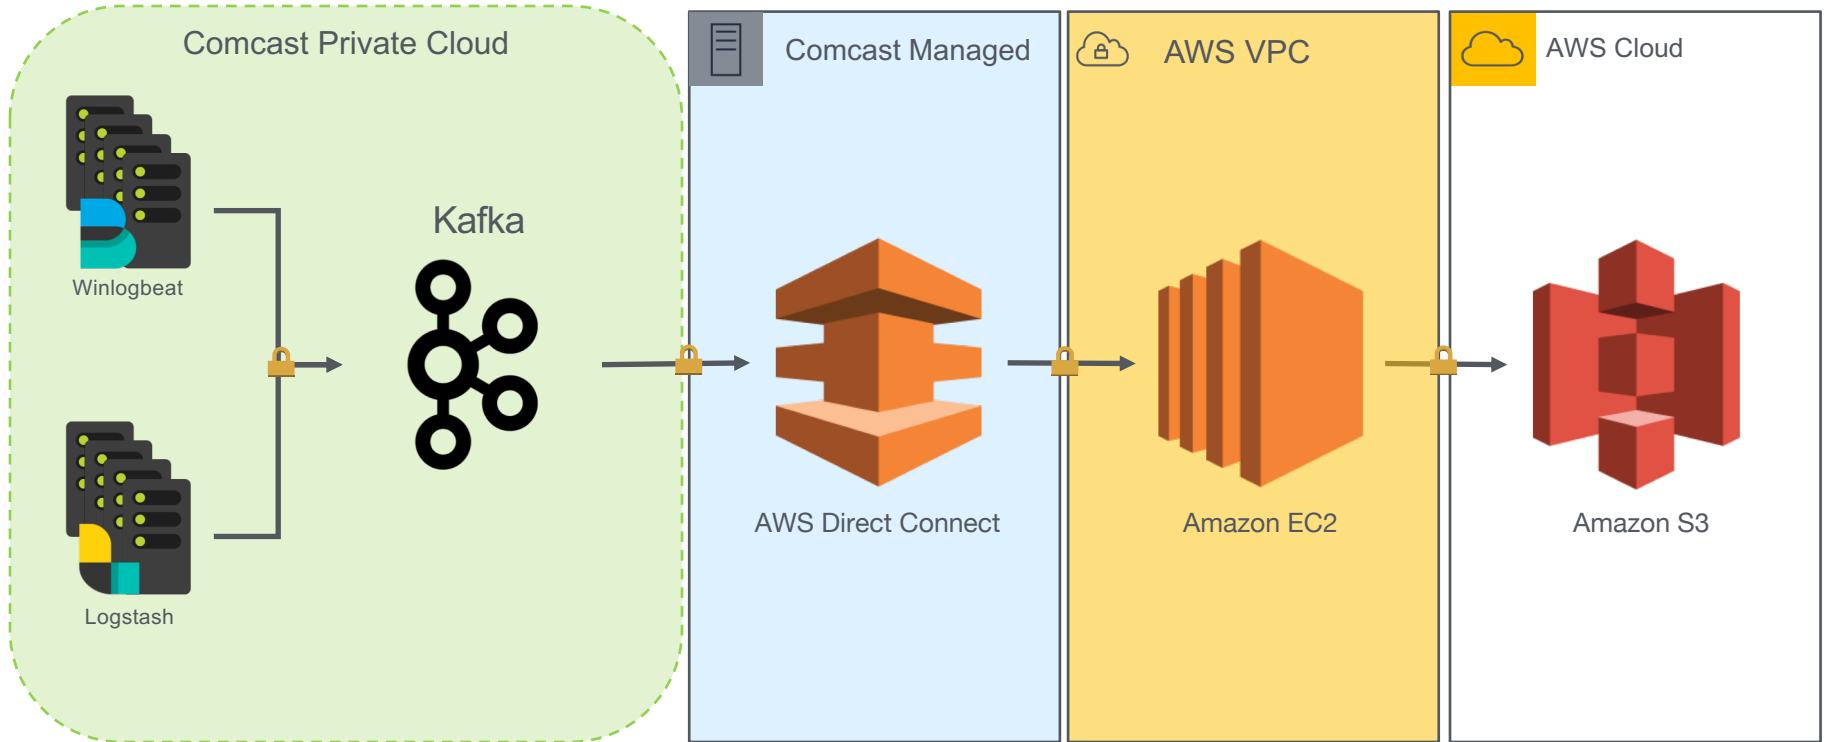 Comcast Private Cloud
Comcast Managed
AWS VPC
AWS Cloud
Winlogbeat
Kafka
Logstash
AWS Direct Connect
Amazon EC2
Amazon S3